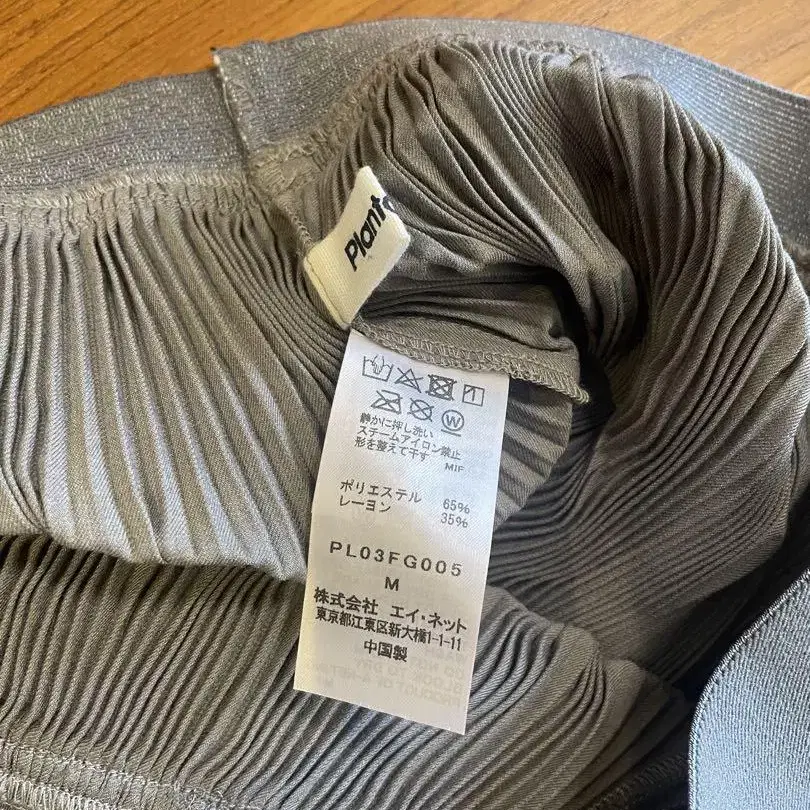 Plant
W
静かに押し洗い
スチームアイロン禁止
形を整えて干す
MIF
ポリエステル 65%
レーヨン 35%
PL03FG005
M
株式会社 エイ・ネット
東京都江東区新大橋1-1-11
中国製